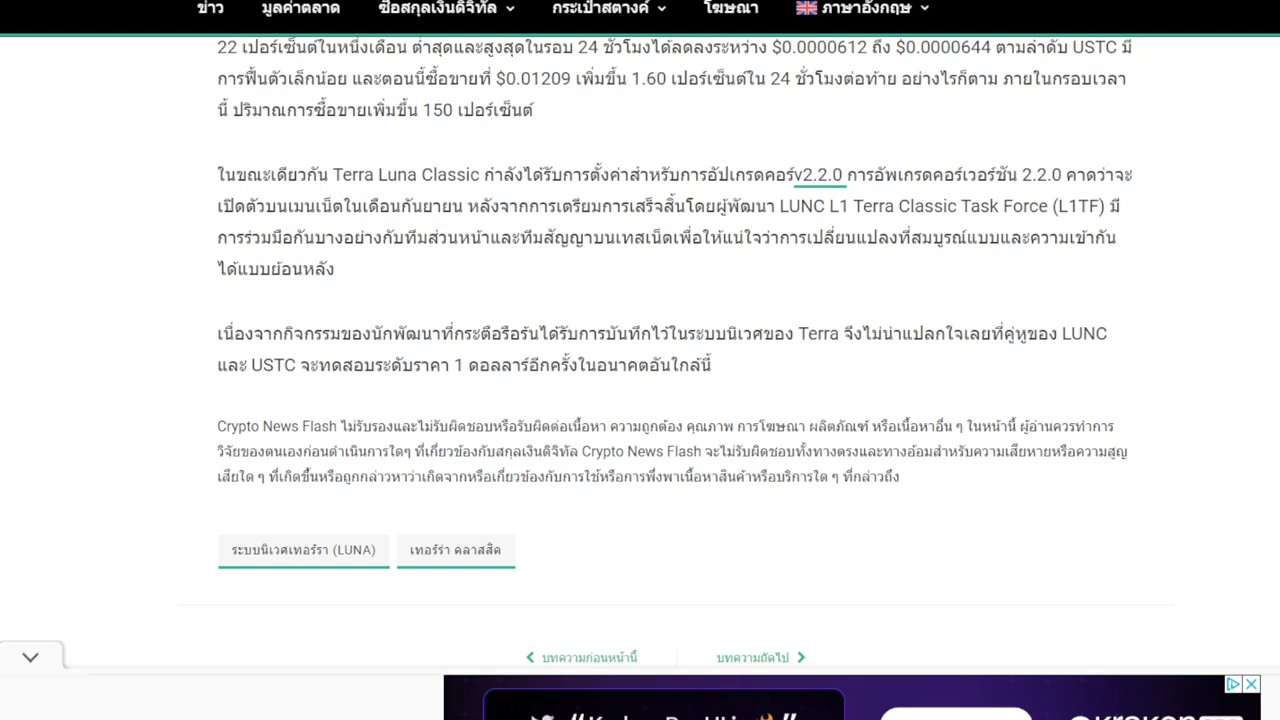 ข่าว มูลค่าตลาด ซื้อสกุลเงินดิจิทัล กระเป๋าสตางค์ โฆษณา ภาษาอังกฤษ
22 เปอร์เซ็นต์ในหนึ่งเดือน ต่ำสุดและสูงสุดในรอบ 24 ชั่วโมงได้ลดลงระหว่าง $0.0000612 ถึง $0.0000644 ตามลำดับ USTC มี
การฟื้นตัวเล็กน้อย และตอนนี้ซื้อขายที่ $0.01209 เพิ่มขึ้น 1.60 เปอร์เซ็นต์ใน 24 ชั่วโมงต่อท้าย อย่างไรก็ตาม ภายในกรอบเวลา
นี้ ปริมาณการซื้อขายเพิ่มขึ้น 150 เปอร์เซ็นต์
ในขณะเดียวกัน Terra Luna Classic กำลังได้รับการตั้งค่าสำหรับการอัปเกรดคอร์v2.2.0 การอัพเกรดคอร์เวอร์ชัน 2.2.0 คาดว่าจะ
เปิดตัวบนเมนเน็ตในเดือนกันยายน หลังจากการเตรียมการเสร็จสิ้นโดยผู้พัฒนา LUNC L1 Terra Classic Task Force (L1TF) มี
การร่วมมือกันบางอย่างกับทีมส่วนหน้าและทีมสัญญาบนเทสเน็ตเพื่อให้แน่ใจว่าการเปลี่ยนแปลงที่สมบูรณ์แบบและความเข้ากัน
ได้แบบย้อนหลัง
เนื่องจากกิจกรรมของนักพัฒนาที่กระตือรือร้นได้รับการบันทึกไว้ในระบบนิเวศของ Terra จึงไม่น่าแปลกใจเลยที่คู่หูของ LUNC
และ USTC จะทดสอบระดับราคา 1 ดอลลาร์อีกครั้งในอนาคตอันใกล้นี้
Crypto News Flash ไม่รับรองและไม่รับผิดชอบหรือรับผิดต่อเนื้อหา ความถูกต้อง คุณภาพ การโฆษณา ผลิตภัณฑ์ หรือเนื้อหาอื่น ๆ ในหน้านี้ ผู้อ่านควรทำการ
วิจัยของตนเองก่อนดำเนินการใดๆ ที่เกี่ยวข้องกับสกุลเงินดิจิทัล Crypto News Flash จะไม่รับผิดชอบทั้งทางตรงและทางอ้อมสำหรับความเสียหายหรือความสูญ
เสียใด ๆ ที่เกิดขึ้นหรือถูกกล่าวหาว่าเกิดจากหรือเกี่ยวข้องกับการใช้หรือการพึ่งพาเนื้อหาสินค้าหรือบริการใด ๆ ที่กล่าวถึง
ระบบนิเวศเทอร์รา (LUNA) เทอร์ร่า คลาสสิค
บทความก่อนหน้านี้ บทความถัดไป